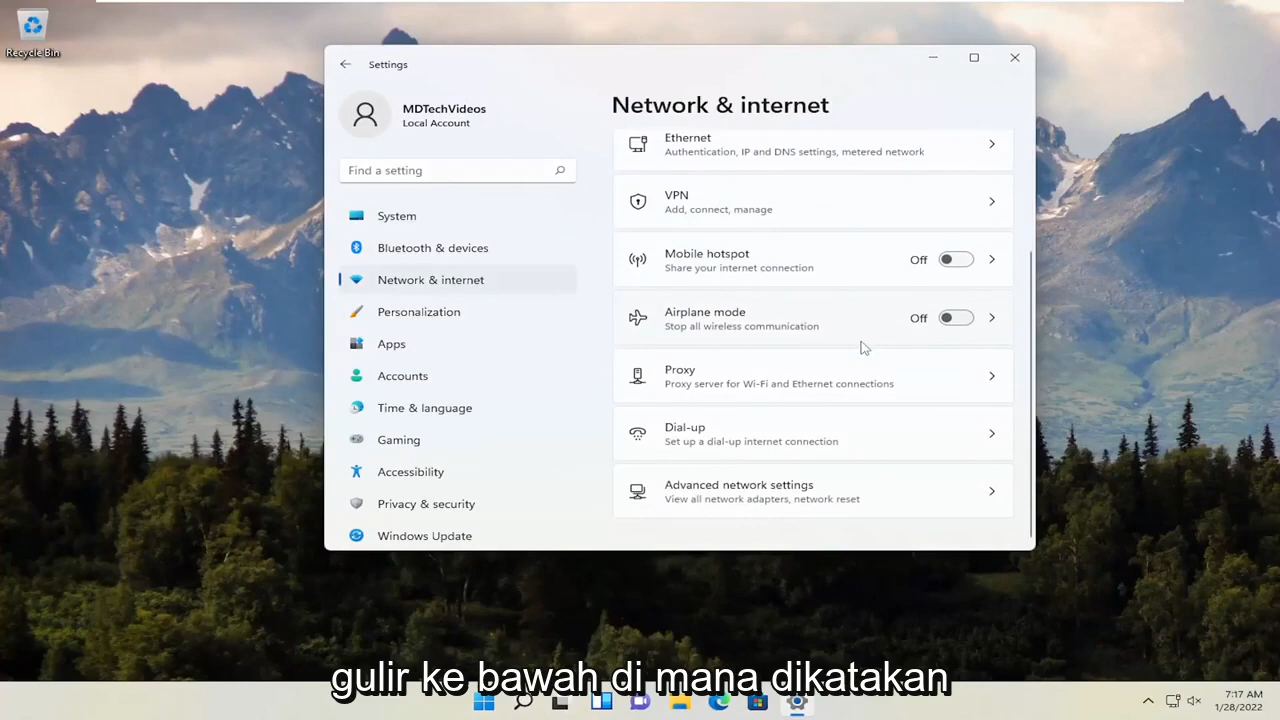 Recycle Bin
Settings
MDTechVideos
Local Account
Find a setting
System
Bluetooth & devices
Network & internet
Personalization
Apps
Accounts
Time & language
Gaming
Accessibility
Privacy & security
Windows Update
Network & internet
Ethernet
Authentication, IP and DNS settings, metered network
VPN
Add, connect, manage
Mobile hotspot
Share your internet connection
Off
Airplane mode
Stop all wireless communication
Off
Proxy
Proxy server for Wi-Fi and Ethernet connections
Dial-up
Set up a dial-up internet connection
Advanced network settings
View all network adapters, network reset
gulir ke bawah di mana dikatakan
7:17 AM
1/28/2022